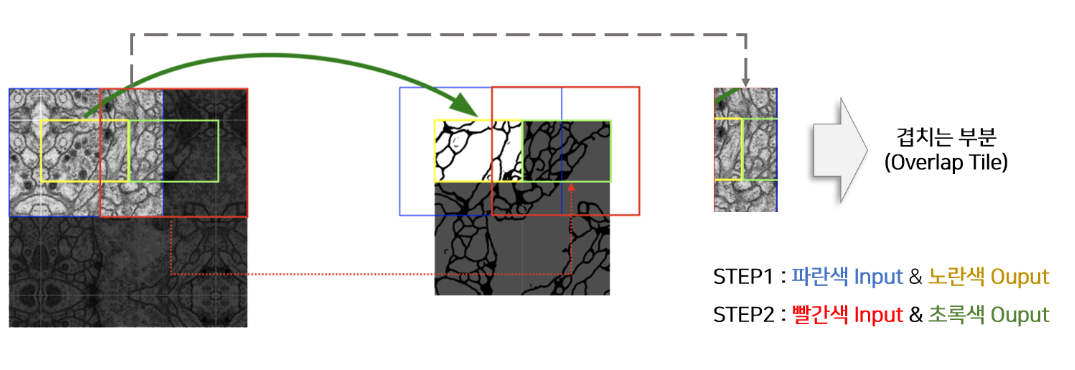 겹치는 부분
(Overlap Tile)
STEP1 : 파란색 Input & 노란색 Ouput
STEP2 : 빨간색 Input & 초록색 Ouput